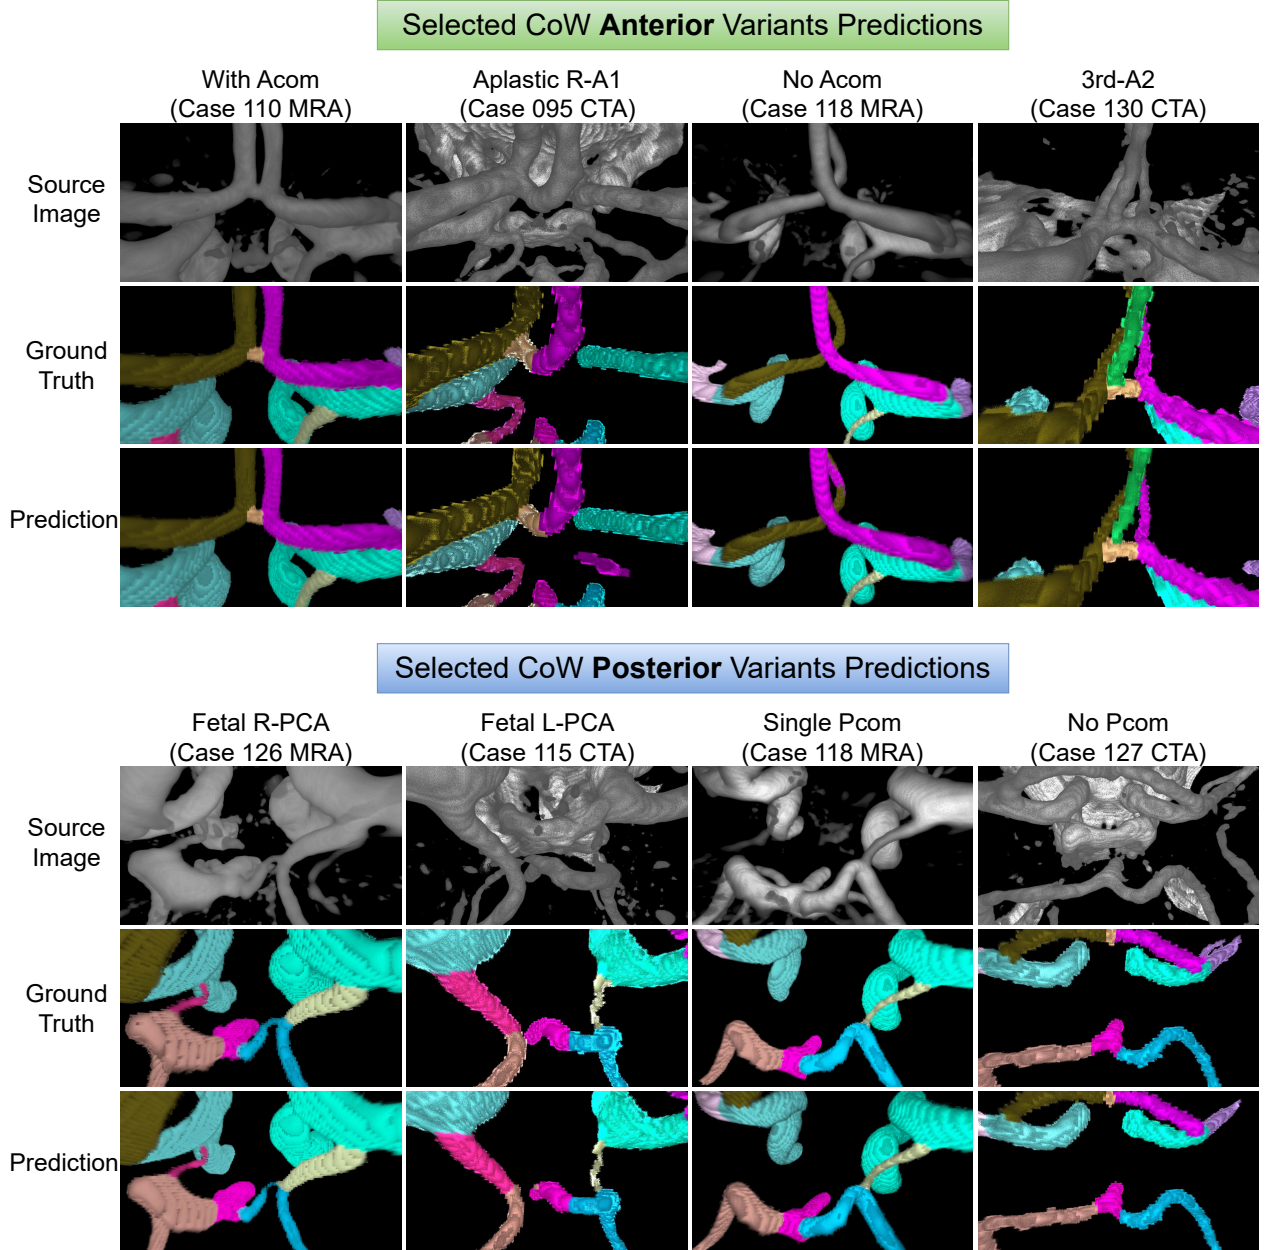 Selected CoW Anterior Variants Predictions
With Acom
(Case 110 MRA)
Aplastic R-A1
(Case 095 CTA)
No Acom
(Case 118 MRA)
3rd-A2
(Case 130 CTA)
Source
Image
Ground
Truth
Prediction
Selected CoW Posterior Variants Predictions
Fetal R-PCA
(Case 126 MRA)
Fetal L-PCA
(Case 115 CTA)
Single Pcom
(Case 118 MRA)
No Pcom
(Case 127 CTA)
Source
Image
Ground
Truth
Prediction